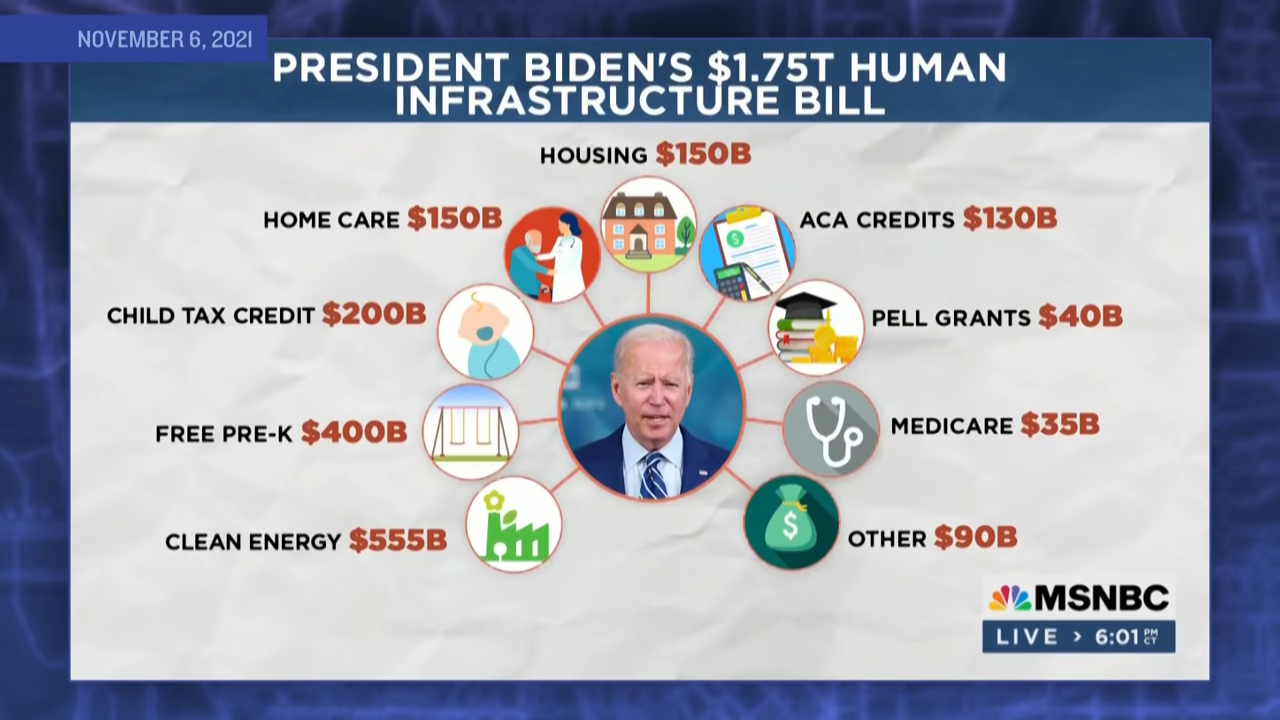 NOVEMBER 6, 2021
PRESIDENT BIDEN'S $1.75T HUMAN
INFRASTRUCTURE BILL
HOUSING $150B
HOME CARE $150B
ACA CREDITS $130B
CHILD TAX CREDIT $200B
PELL GRANTS $40B
FREE PRE-K $400B
MEDICARE $35B
CLEAN ENERGY $555B
$
OTHER $90B
MSNBC
LIVE > 6:01 PM CT